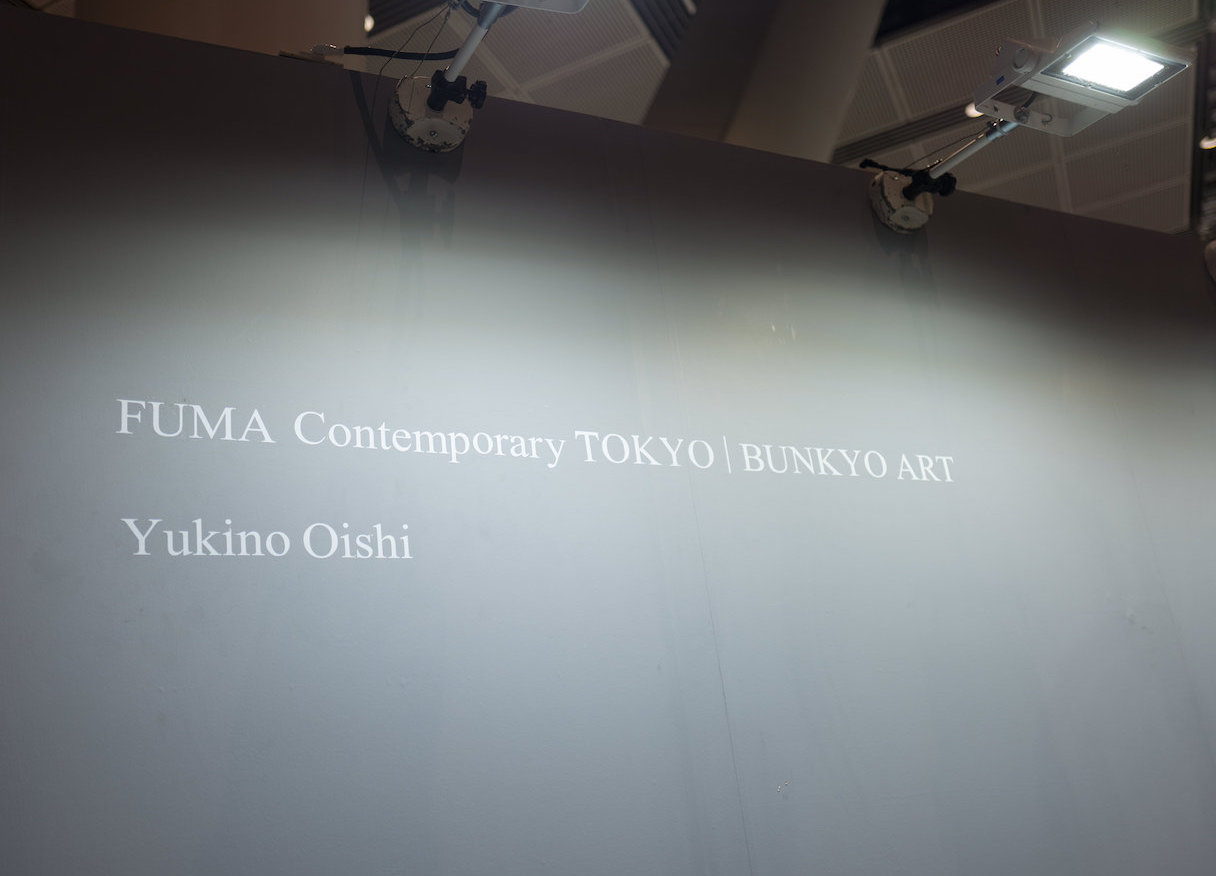 FUMA Contemporary TOKYO | BUNKYO ART
Yukino Oishi